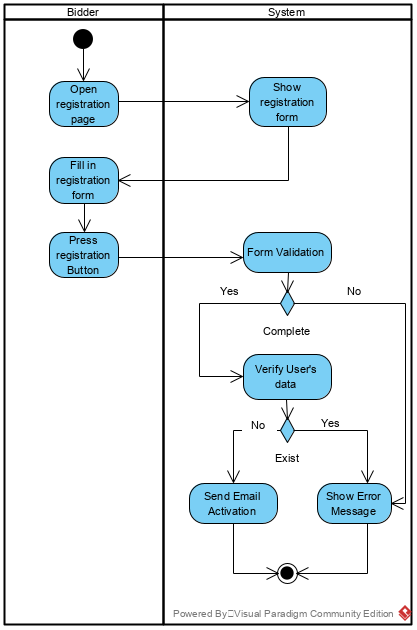 Bidder
System
Open
registration
page
Show
registration
form
Fill in
registration
form
Press
registration
Button
Form Validation
Yes
No
Complete
Verify User's
data
No
Yes
Exist
Send Email
Activation
Show Error
Message
Powered By Visual Paradigm Community Edition